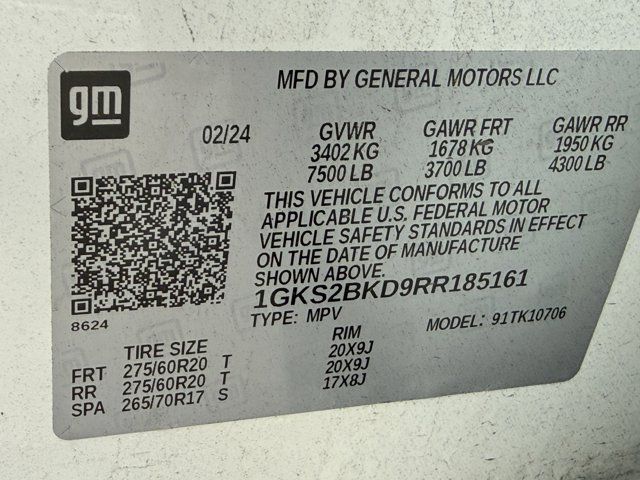 gm
MFD BY GENERAL MOTORS LLC
02/24 GVWR GAWR FRT GAWR RR
3402 KG 1678 KG 1950 KG
7500 LB 3700 LB 4300 LB
THIS VEHICLE CONFORMS TO ALL
APPLICABLE U.S. FEDERAL MOTOR
VEHICLE SAFETY STANDARDS IN EFFECT
ON THE DATE OF MANUFACTURE
SHOWN ABOVE.
1GKS2BKD9RR185161
8624
TYPE: MPV MODEL: 91TK10706
TIRE SIZE RIM
FRT 275/60R20 T 20X9J
RR 275/60R20 T 20X9J
SPA 265/70R17 S 17X8J